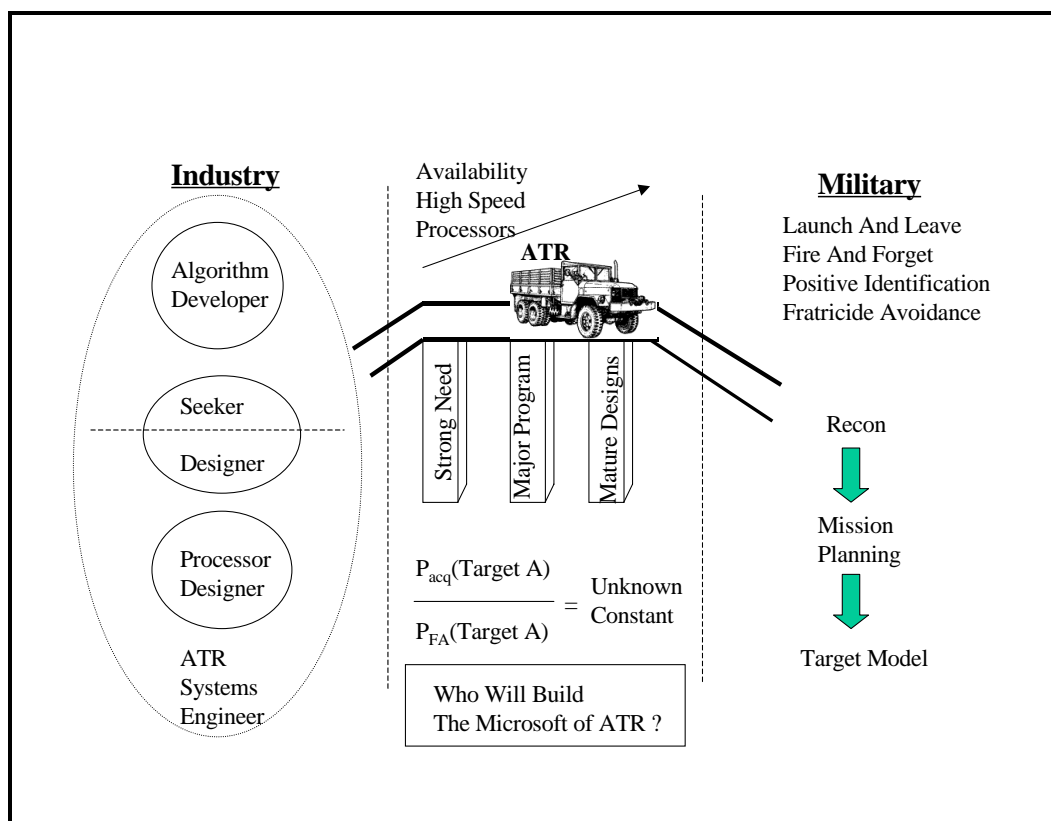 Industry
Algorithm
Developer
Seeker
Designer
Processor
Designer
ATR
Systems
Engineer
Availability
High Speed
Processors
ATR
Strong Need
Major Program
Mature Designs
P_acq(Target A)
P_FA(Target A)
=
Unknown
Constant
Who Will Build
The Microsoft of ATR ?
Military
Launch And Leave
Fire And Forget
Positive Identification
Fratricide Avoidance
Recon
Mission
Planning
Target Model